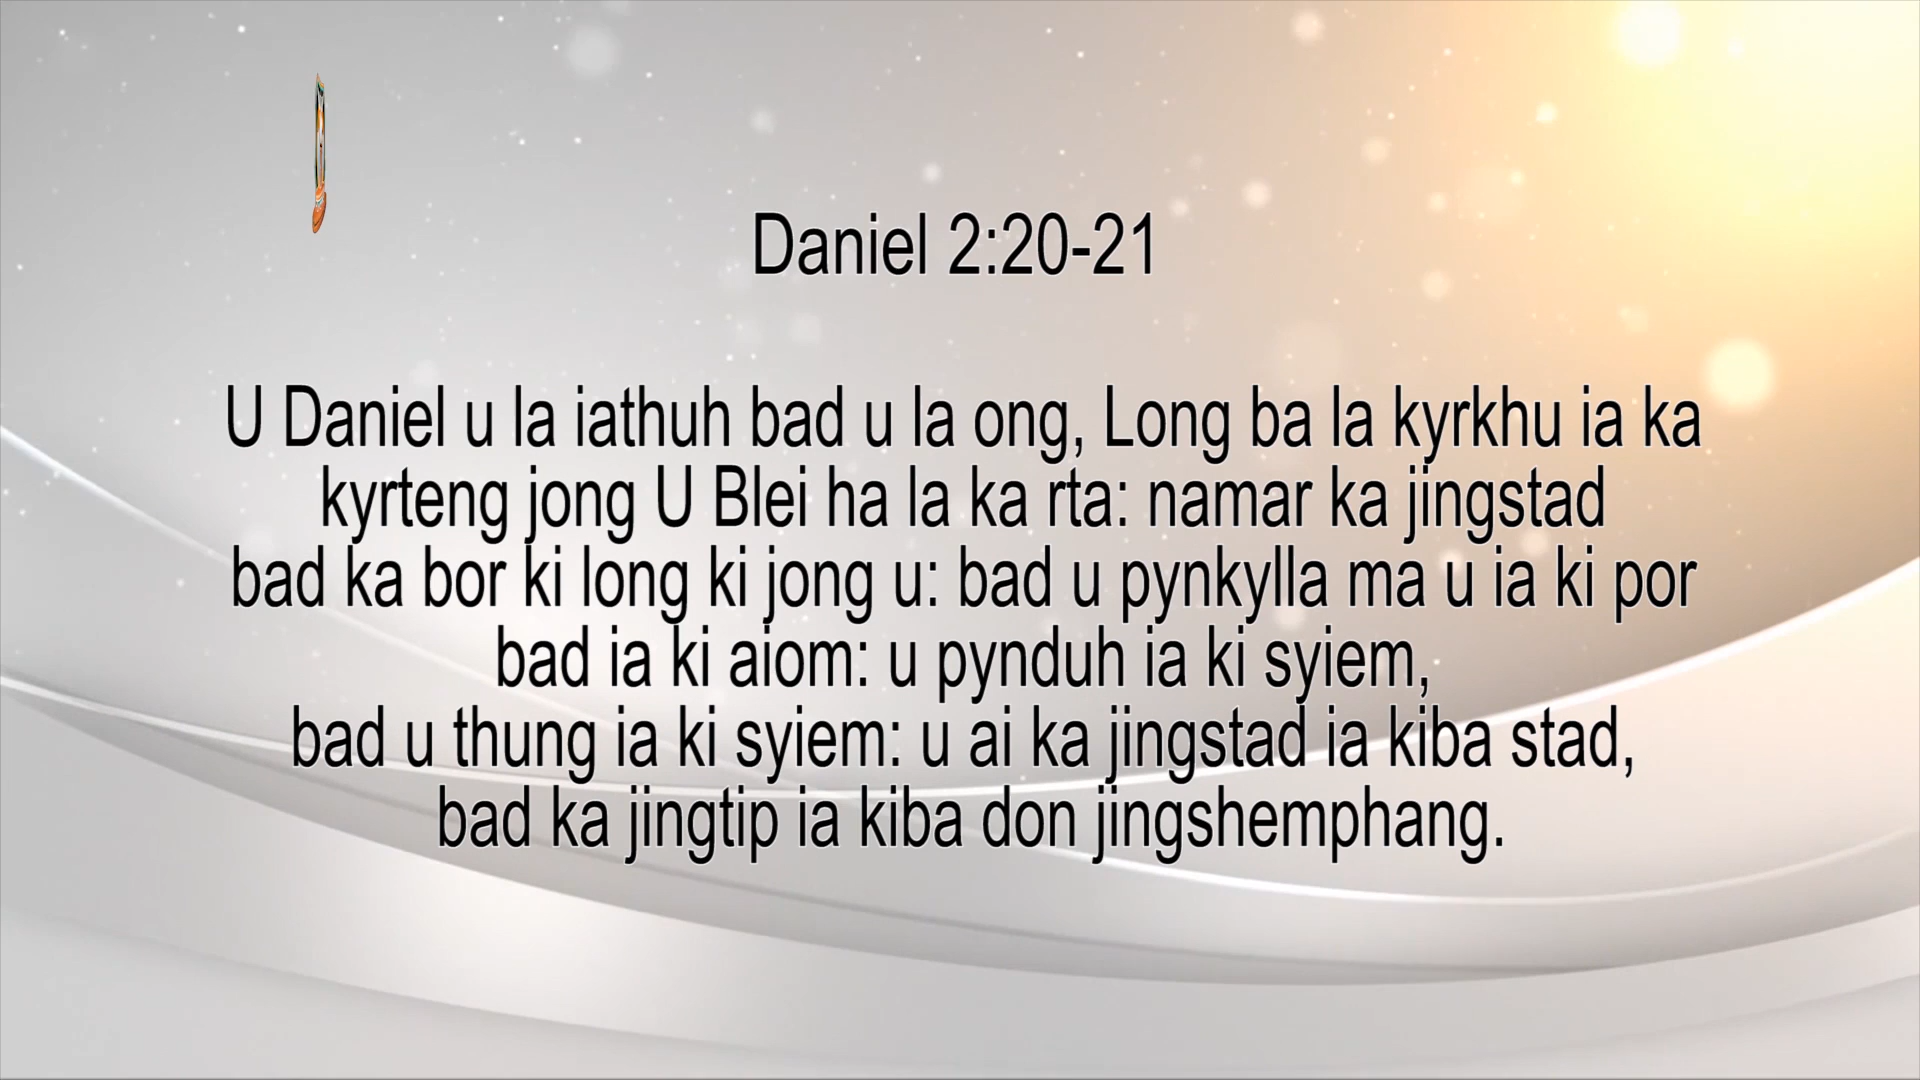 Daniel 2:20-21
U Daniel u la iathuh bad u la ong, Long ba la kyrkhu ia ka
kyrteng jong U Blei ha la ka rta: namar ka jingstad
bad ka bor ki long ki jong u: bad u pynkylla ma u ia ki por
bad ia ki aiom: u pynduh ia ki syiem,
bad u thung ia ki syiem: u ai ka jingstad ia kiba stad,
bad ka jingtip ia kiba don jingshemphang.